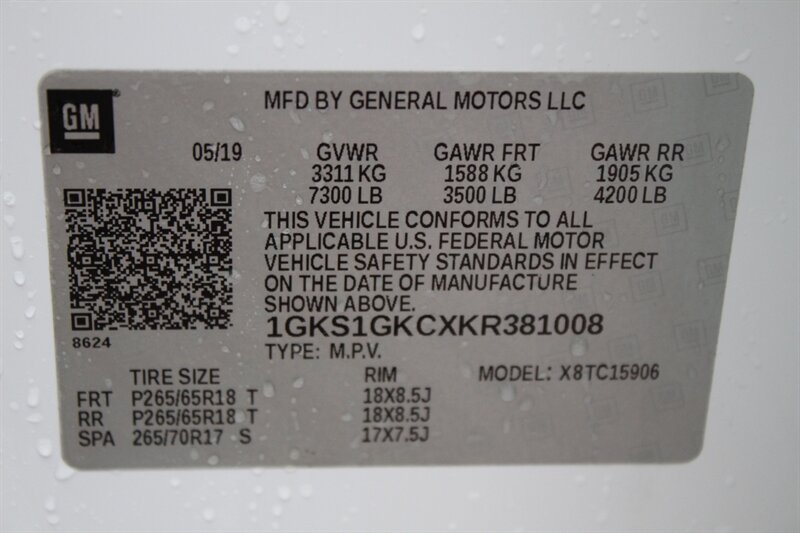 GM
MFD BY GENERAL MOTORS LLC
05/19 GVWR GAWR FRT GAWR RR
3311 KG 1588 KG 1905 KG
7300 LB 3500 LB 4200 LB
THIS VEHICLE CONFORMS TO ALL
APPLICABLE U.S. FEDERAL MOTOR
VEHICLE SAFETY STANDARDS IN EFFECT
ON THE DATE OF MANUFACTURE
SHOWN ABOVE.
1GKS1GKCXKR381008
8624
TYPE: M.P.V.
TIRE SIZE RIM MODEL: X8TC15906
FRT P265/65R18 T 18X8.5J
RR P265/65R18 T 18X8.5J
SPA 265/70R17 S 17X7.5J